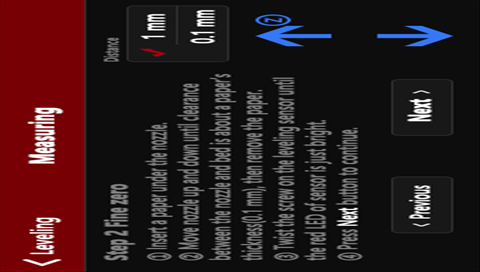 < Leveling
Measuring
Step 2 Fine zero
① Insert a paper under the nozzle.
② Move nozzle up and down until clearance
between the nozzle and bed is about a paper's
thickness(0.1 mm), then remove the paper.
③ Twist the screw on the leveling sensor until
the red LED of sensor is just bright.
④ Press Next button to continue.
Distance
1 mm
0.1 mm
②
< Previous
Next >